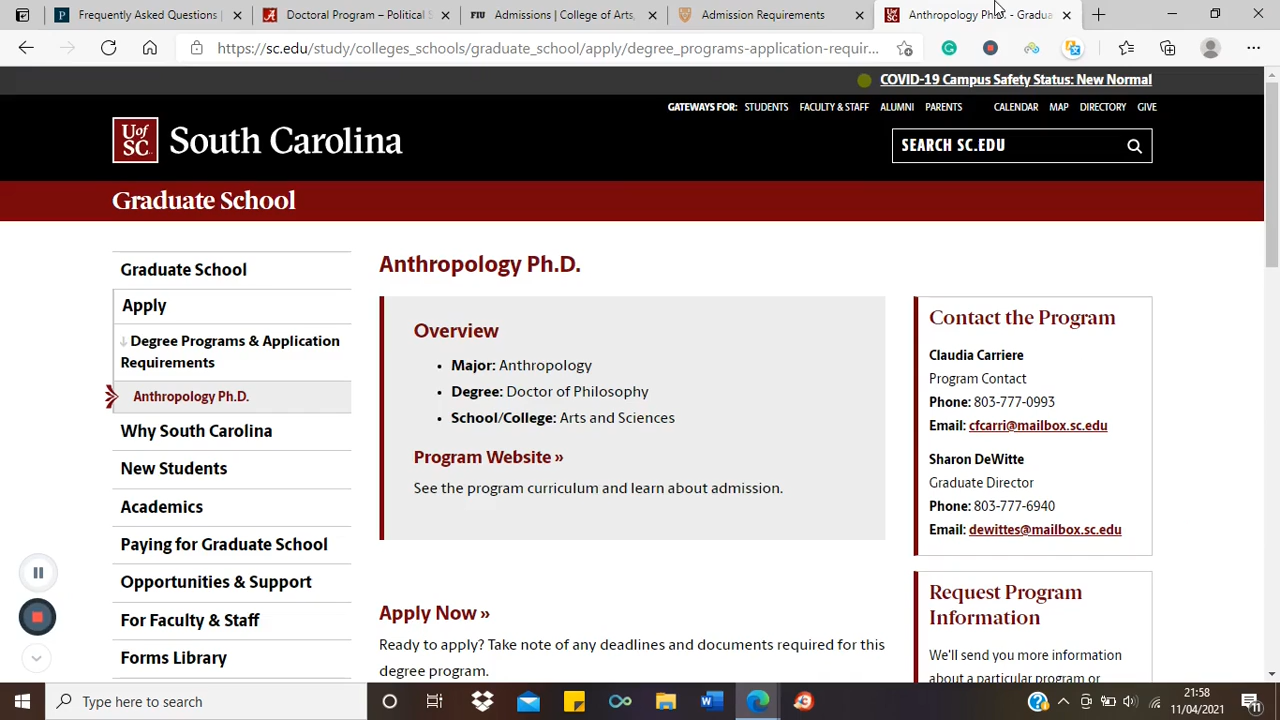 Frequently Asked Questions |
Doctoral Program – Political S
FIU
Admissions | College of Arts,
Admission Requirements
Anthropology Ph.D. - Gradua
https://sc.edu/study/colleges_schools/graduate_school/apply/degree_programs-application-requir...
COVID-19 Campus Safety Status: New Normal
GATEWAYS FOR: STUDENTS FACULTY & STAFF ALUMNI PARENTS CALENDAR MAP DIRECTORY GIVE
U of SC
South Carolina
SEARCH SC.EDU
Graduate School
Graduate School
Apply
Degree Programs & Application
Requirements
Anthropology Ph.D.
Why South Carolina
New Students
Academics
Paying for Graduate School
Opportunities & Support
For Faculty & Staff
Forms Library
Anthropology Ph.D.
Overview
• Major: Anthropology
• Degree: Doctor of Philosophy
• School/College: Arts and Sciences
Program Website »
See the program curriculum and learn about admission.
Apply Now »
Ready to apply? Take note of any deadlines and documents required for this
degree program.
Contact the Program
Claudia Carriere
Program Contact
Phone: 803-777-0993
Email: cfcarri@mailbox.sc.edu
Sharon DeWitte
Graduate Director
Phone: 803-777-6940
Email: dewittes@mailbox.sc.edu
Request Program
Information
We'll send you more information
about a particular program or
Type here to search
21:58
11/04/2021